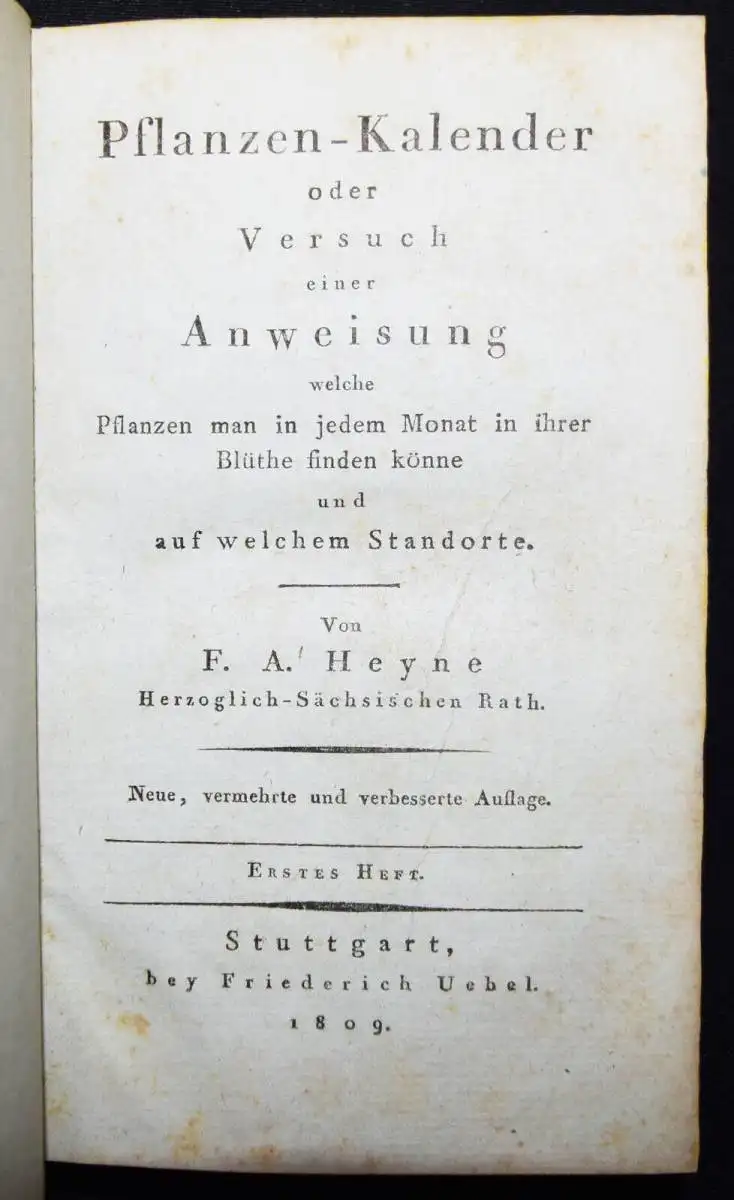 Pflanzen-Kalender
oder
Versuch
einer
Anweisung
welche
Pflanzen man in jedem Monat in ihrer
Blüthe finden könne
und
auf welchem Standorte.
Von
F. A. Heyne
Herzoglich-Sächsischen Rath.
Neue, vermehrte und verbesserte Auflage.
Erstes Heft.
Stuttgart,
bey Friederich Uebel.
1809.